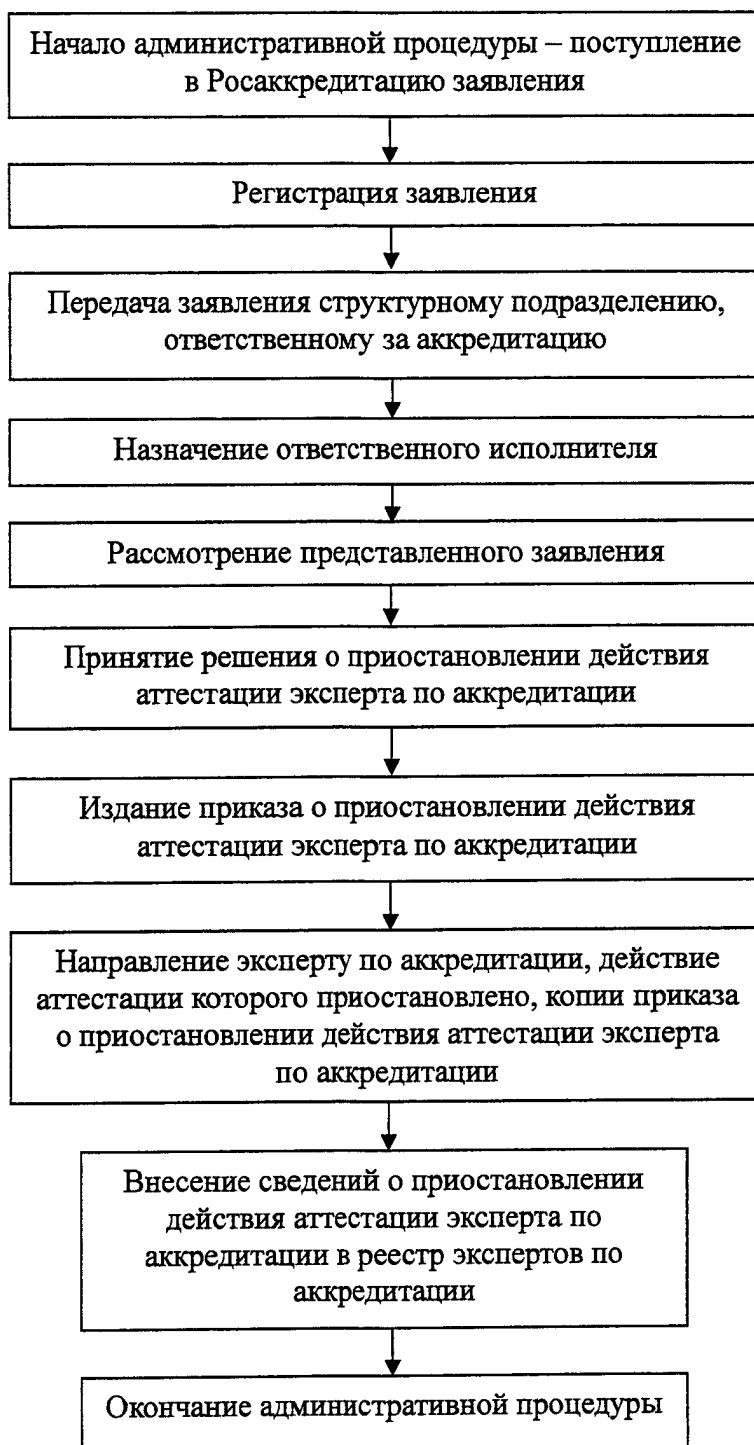 Начало административной процедуры – поступление
в Росаккредитацию заявления
Регистрация заявления
Передача заявления структурному подразделению,
ответственному за аккредитацию
Назначение ответственного исполнителя
Рассмотрение представленного заявления
Принятие решения о приостановлении действия
аттестации эксперта по аккредитации
Издание приказа о приостановлении действия
аттестации эксперта по аккредитации
Направление эксперту по аккредитации, действие
аттестации которого приостановлено, копии приказа
о приостановлении действия аттестации эксперта
по аккредитации
Внесение сведений о приостановлении
действия аттестации эксперта по
аккредитации в реестр экспертов по
аккредитации
Окончание административной процедуры